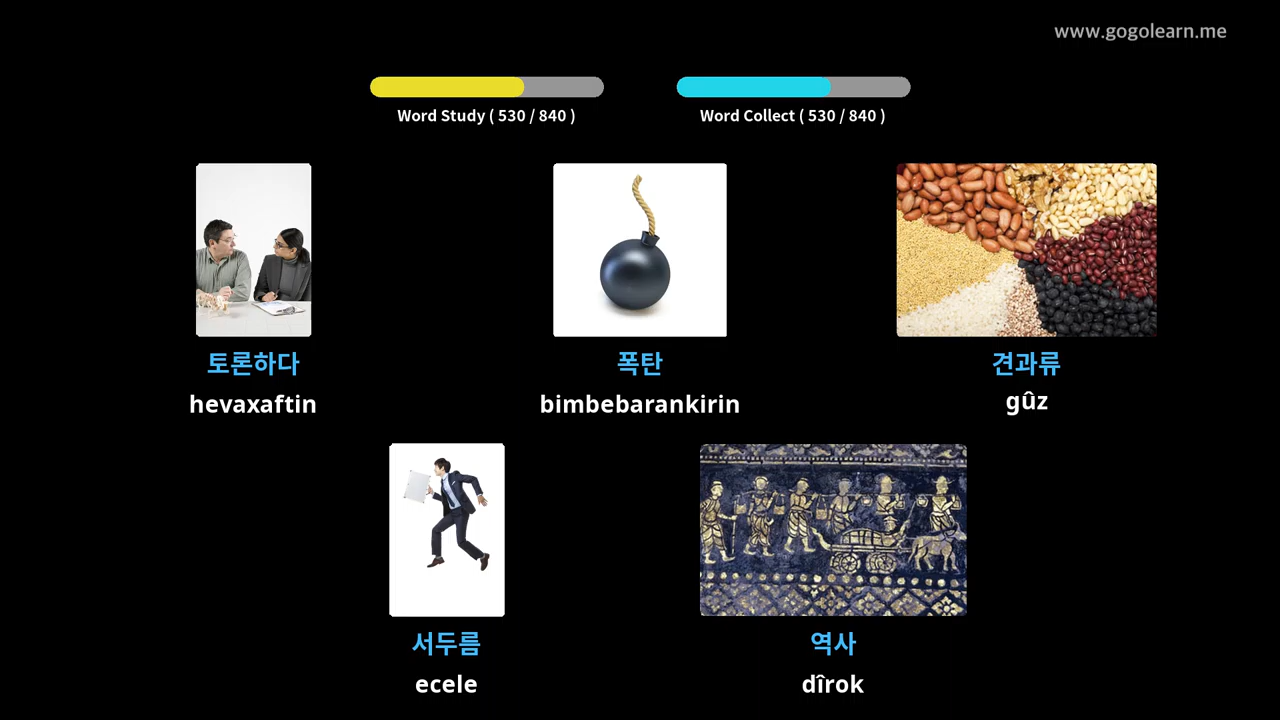 www.gogolearn.me
Word Study ( 530 / 840 )
Word Collect ( 530 / 840 )
토론하다
hevaxaftin
폭탄
bimbebarankirin
견과류
gûz
서두름
ecele
역사
dîrok